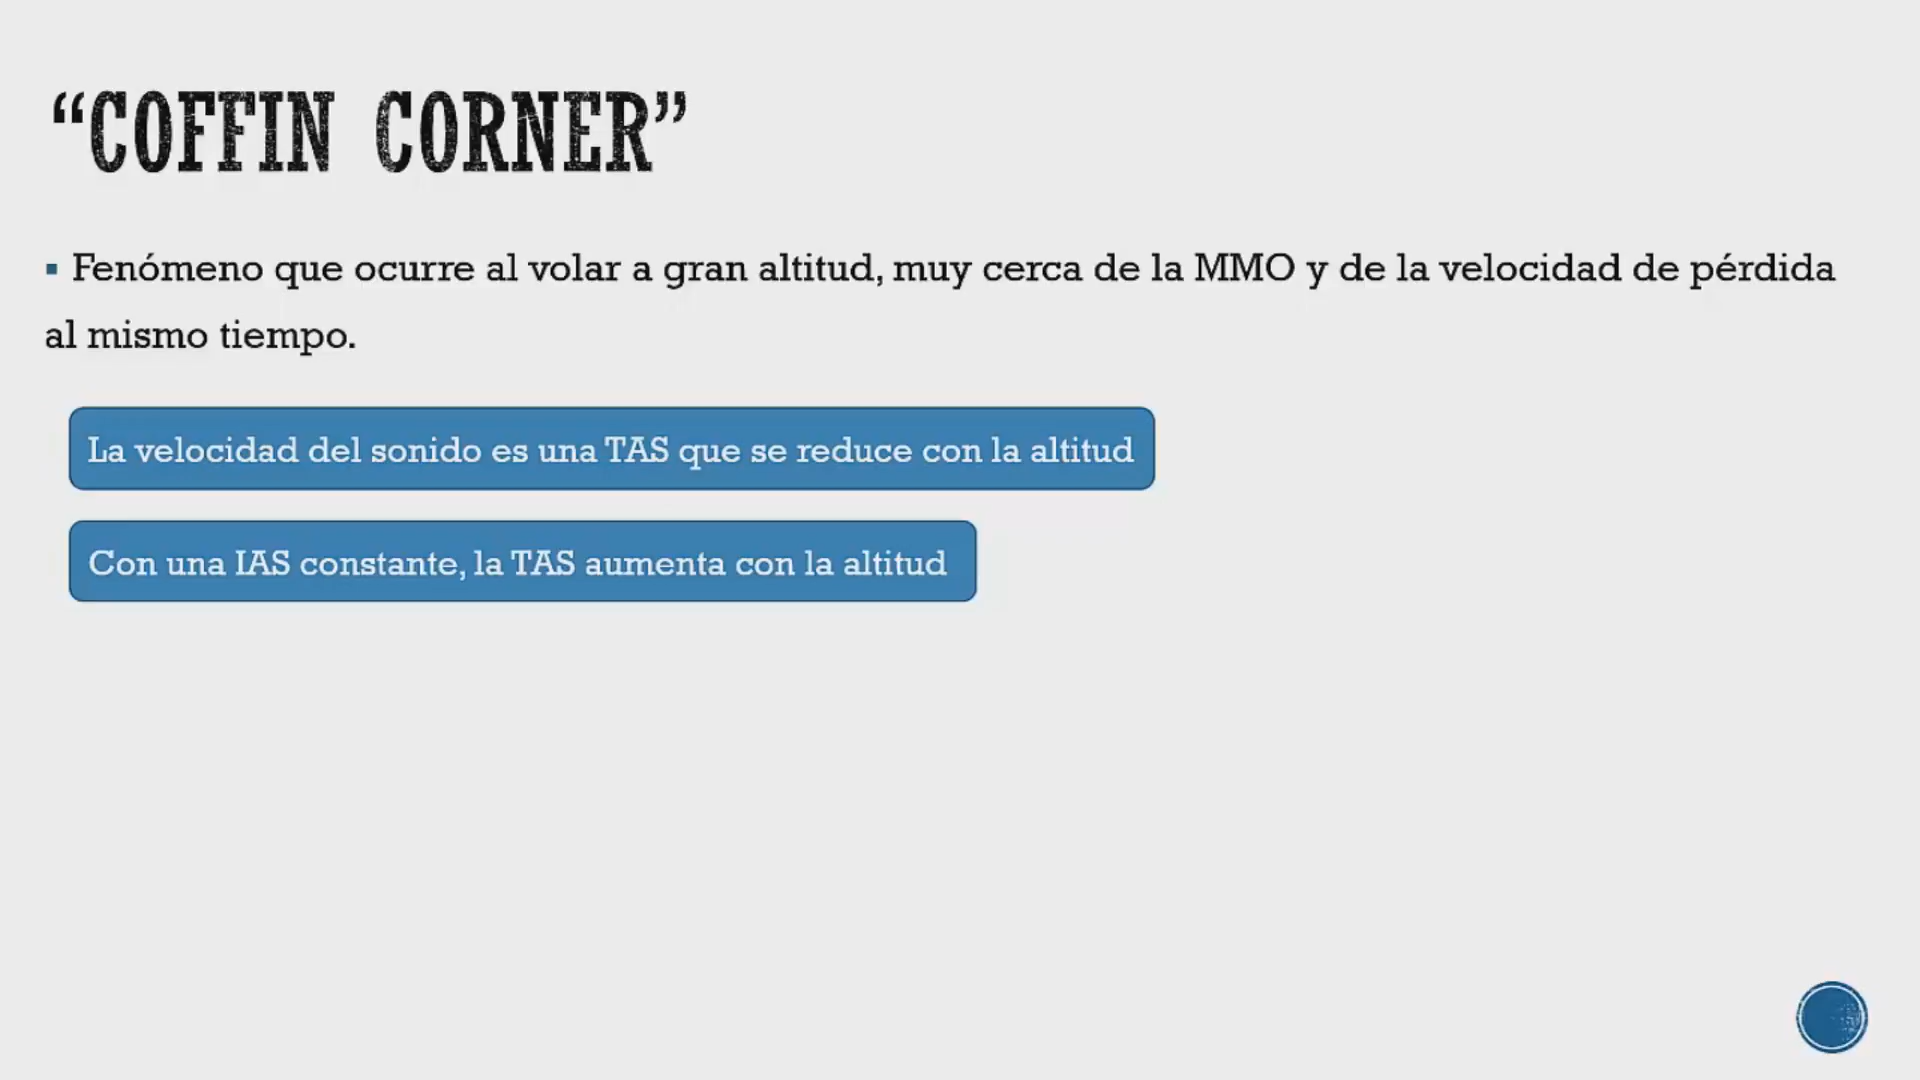 “COFFIN CORNER”
▪ Fenómeno que ocurre al volar a gran altitud, muy cerca de la MMO y de la velocidad de pérdida
al mismo tiempo.
La velocidad del sonido es una TAS que se reduce con la altitud
Con una IAS constante, la TAS aumenta con la altitud